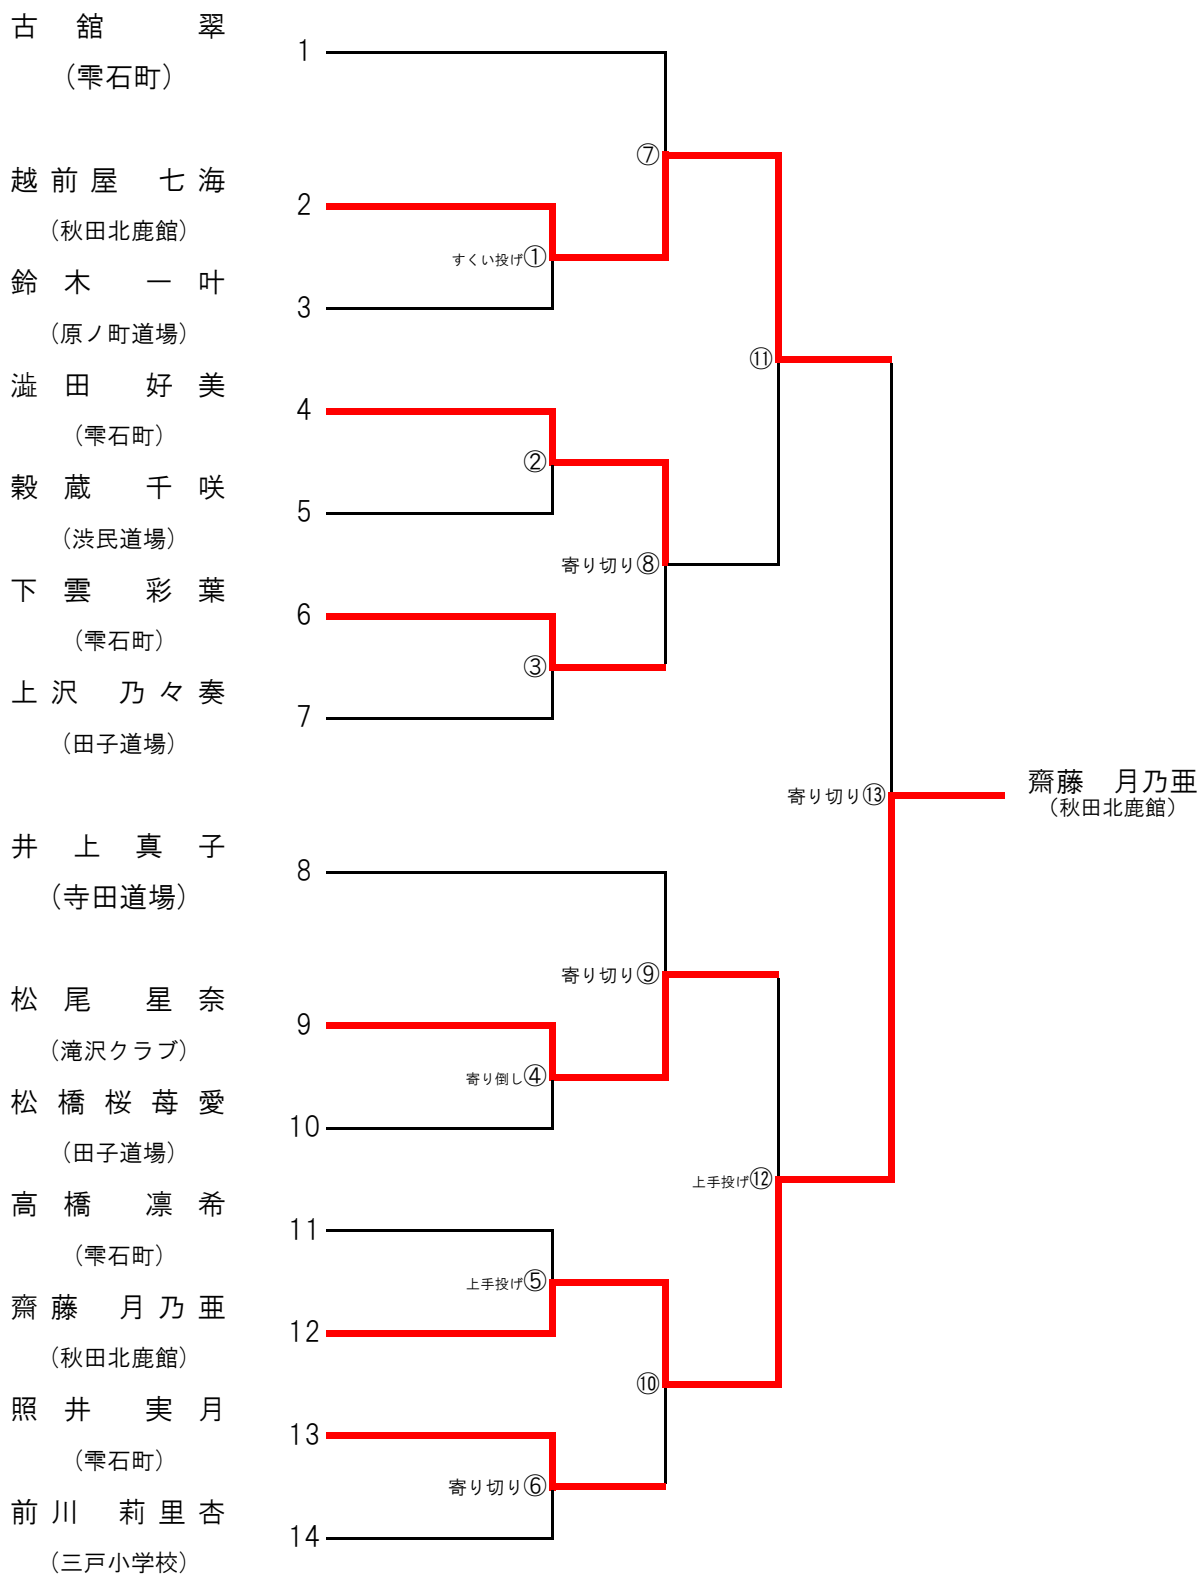 古舘　翠
1
（雫石町）
⑦
越前屋　七海
2
（秋田北鹿館）
すくい投げ①
鈴木　一叶
3
（原ノ町道場）
⑪
澁田　好美
4
（雫石町）
②
穀蔵　千咲
5
（渋民道場）
寄り切り⑧
下雲　彩葉
6
（雫石町）
③
上沢　乃々奏
7
（田子道場）
寄り切り⑬
齋藤　月乃亜
（秋田北鹿館）
井上真子
8
（寺田道場）
寄り切り⑨
松尾　星奈
9
（滝沢クラブ）
寄り倒し④
松橋桜苺愛
10
（田子道場）
上手投げ⑫
高橋　凛希
11
（雫石町）
上手投げ⑤
齋藤　月乃亜
12
（秋田北鹿館）
⑩
照井　実月
13
（雫石町）
寄り切り⑥
前川　莉里杏
14
（三戸小学校）